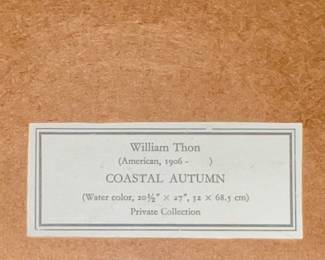 William Thon
(American, 1906 -      )
COASTAL AUTUMN
(Water color, 20½" × 27", 52 × 68.5 cm)
Private Collection